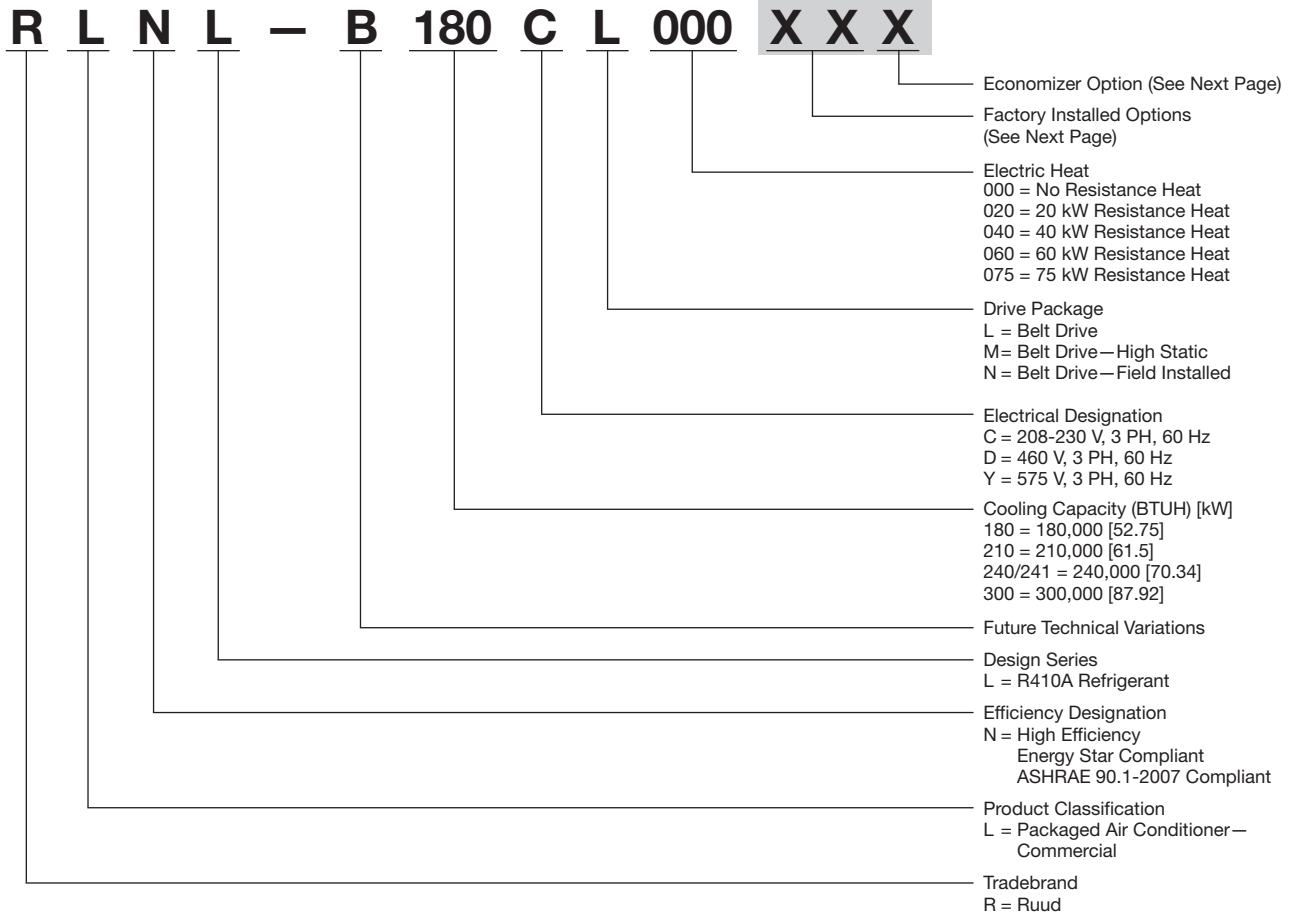 R L N L – B 180 C L 000 X X X
Economizer Option (See Next Page)
Factory Installed Options
(See Next Page)
Electric Heat
000 = No Resistance Heat
020 = 20 kW Resistance Heat
040 = 40 kW Resistance Heat
060 = 60 kW Resistance Heat
075 = 75 kW Resistance Heat
Drive Package
L = Belt Drive
M= Belt Drive—High Static
N = Belt Drive—Field Installed
Electrical Designation
C = 208-230 V, 3 PH, 60 Hz
D = 460 V, 3 PH, 60 Hz
Y = 575 V, 3 PH, 60 Hz
Cooling Capacity (BTUH) [kW]
180 = 180,000 [52.75]
210 = 210,000 [61.5]
240/241 = 240,000 [70.34]
300 = 300,000 [87.92]
Future Technical Variations
Design Series
L = R410A Refrigerant
Efficiency Designation
N = High Efficiency
Energy Star Compliant
ASHRAE 90.1-2007 Compliant
Product Classification
L = Packaged Air Conditioner—
Commercial
Tradebrand
R = Ruud